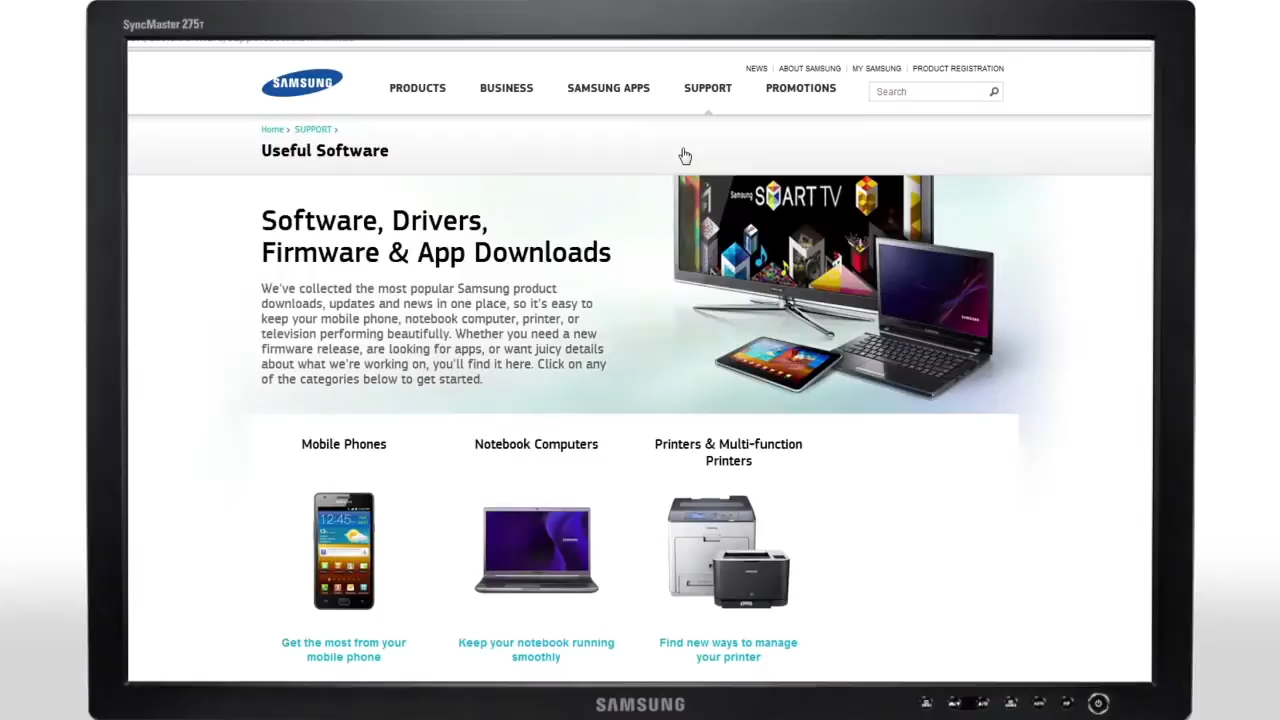 SyncMaster 275T
NEWS
ABOUT SAMSUNG
MY SAMSUNG
PRODUCT REGISTRATION
SAMSUNG
PRODUCTS
BUSINESS
SAMSUNG APPS
SUPPORT
PROMOTIONS
Search
Home › SUPPORT ›
Useful Software
Software, Drivers,
Firmware & App Downloads
We've collected the most popular Samsung product
downloads, updates and news in one place, so it's easy to
keep your mobile phone, notebook computer, printer, or
television performing beautifully. Whether you need a new
firmware release, are looking for apps, or want juicy details
about what we're working on, you'll find it here. Click on any
of the categories below to get started.
Samsung SMART TV
SAMSUNG
Mobile Phones
Notebook Computers
Printers & Multi-function
Printers
12:45
Get the most from your
mobile phone
Keep your notebook running
smoothly
Find new ways to manage
your printer
SAMSUNG